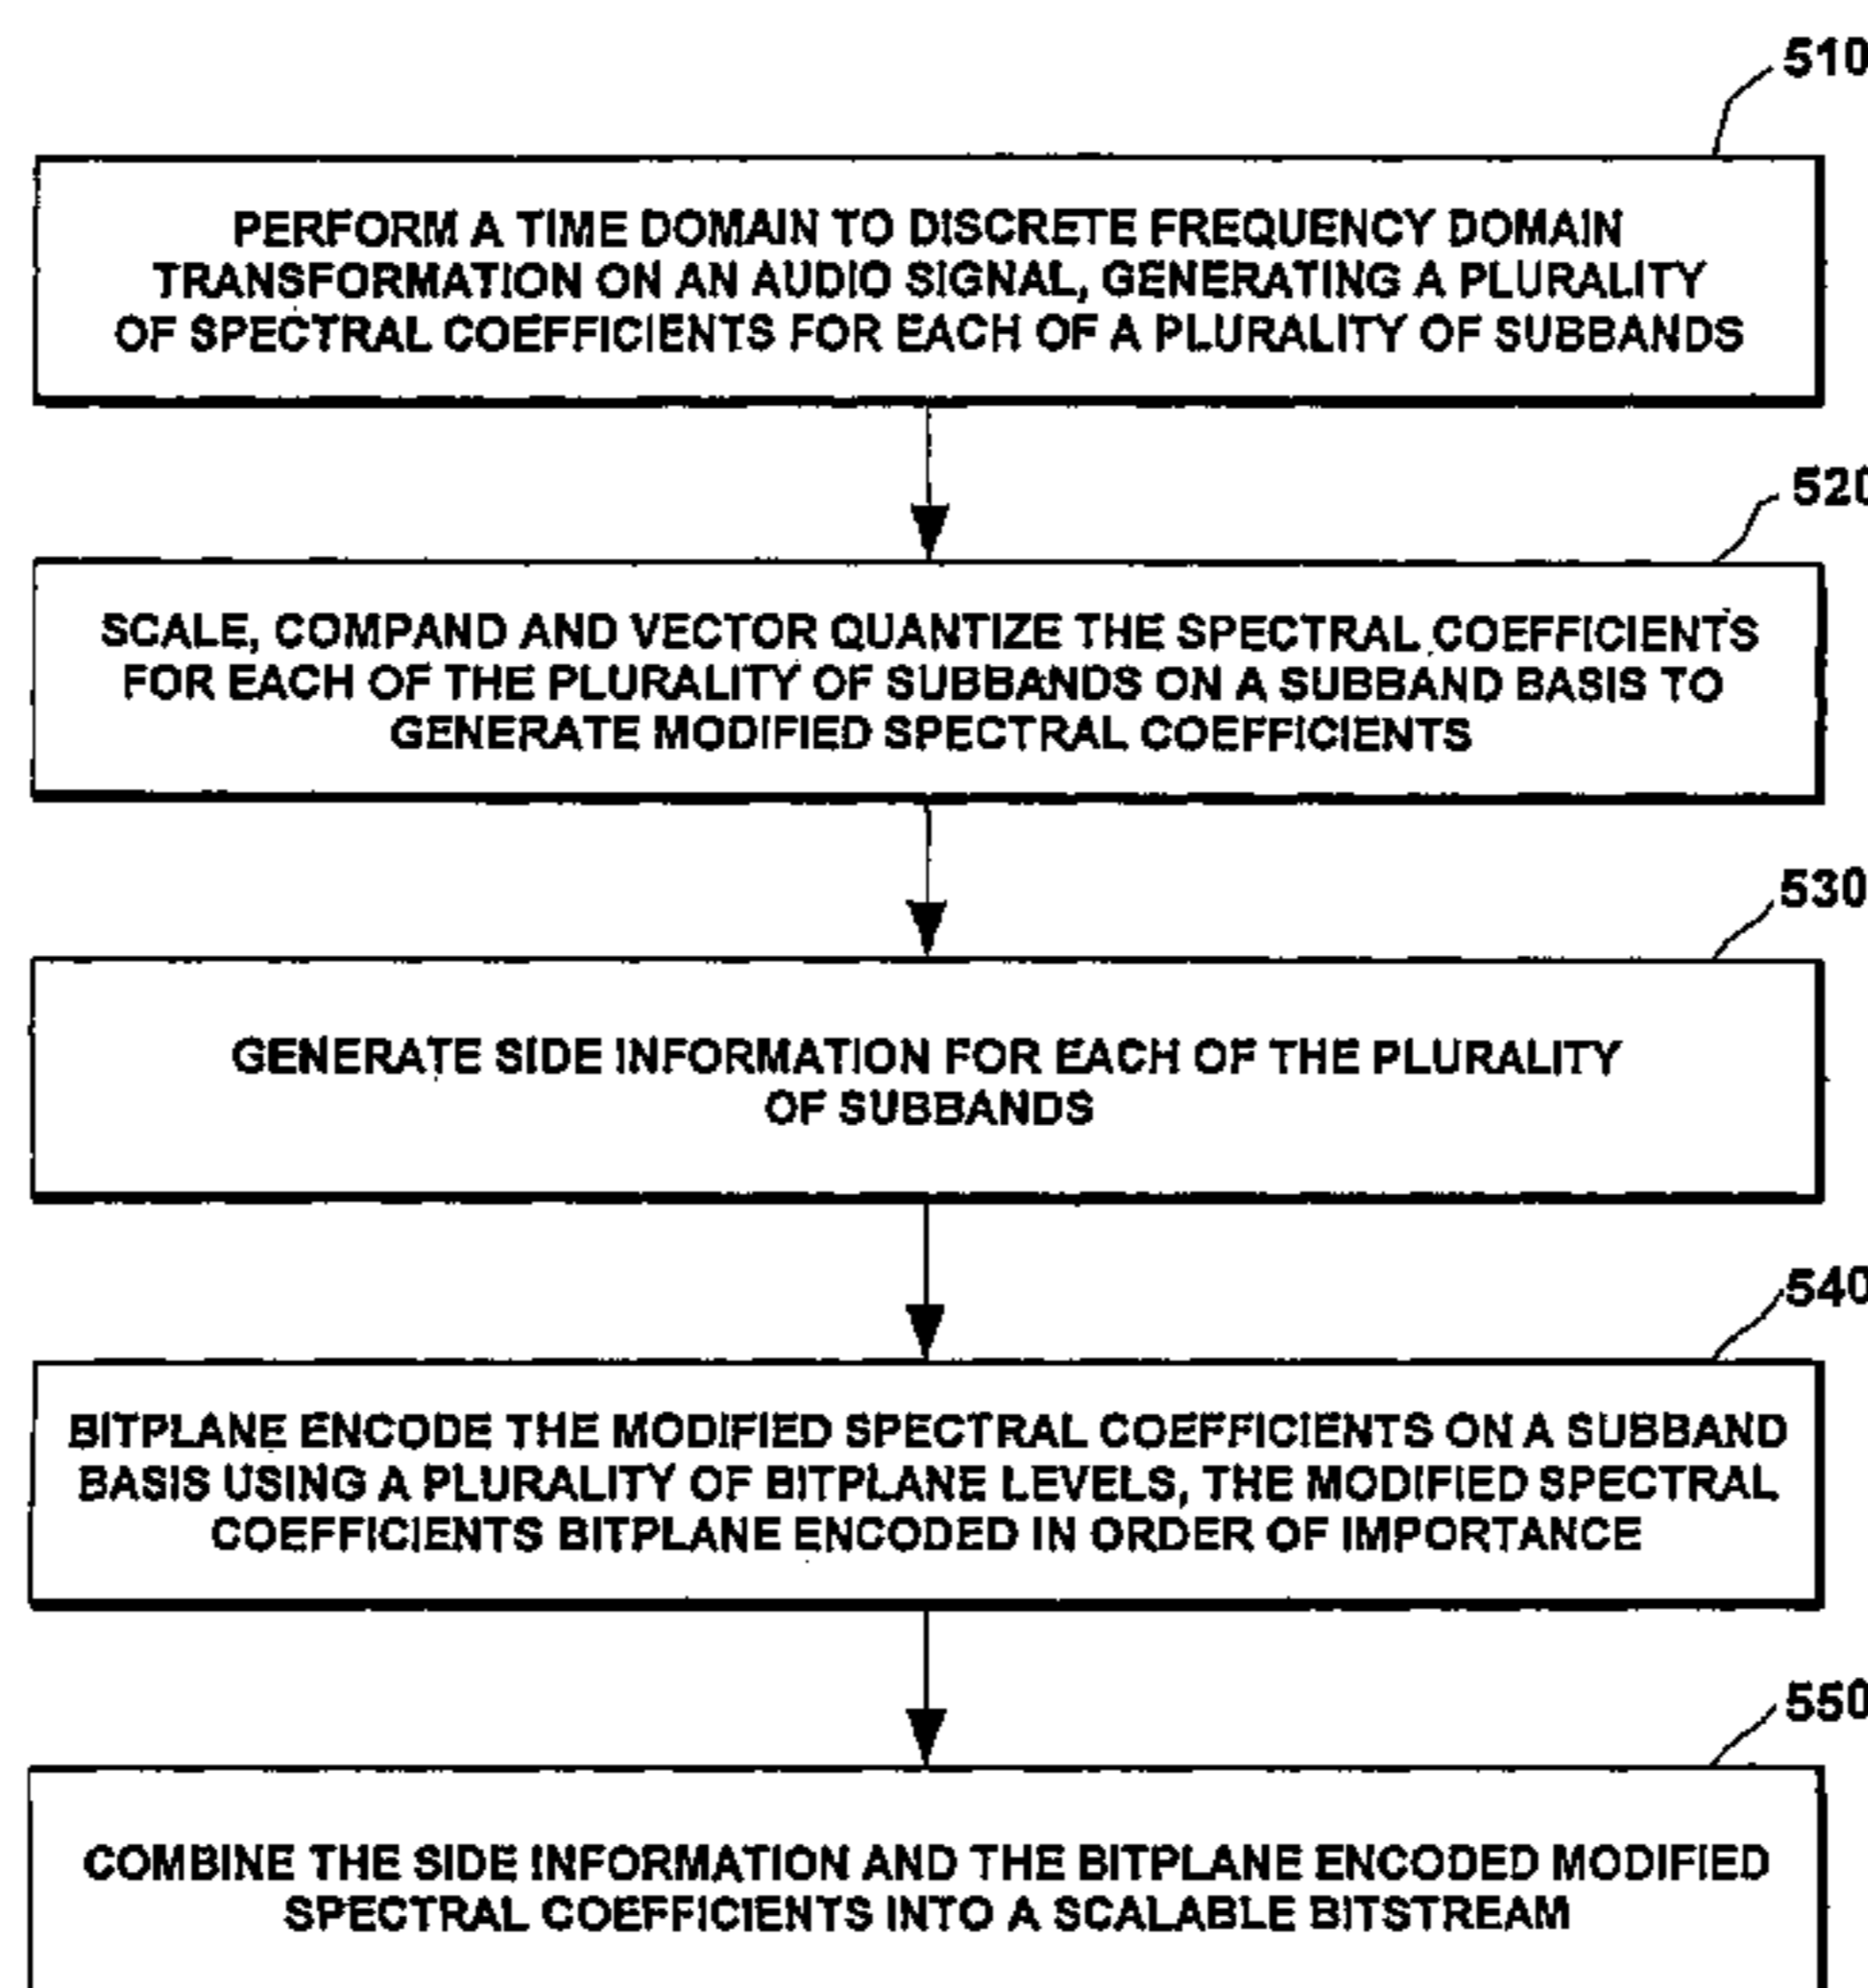 510
PERFORM A TIME DOMAIN TO DISCRETE FREQUENCY DOMAIN
TRANSFORMATION ON AN AUDIO SIGNAL, GENERATING A PLURALITY
OF SPECTRAL COEFFICIENTS FOR EACH OF A PLURALITY OF SUBBANDS
520
SCALE, COMPAND AND VECTOR QUANTIZE THE SPECTRAL COEFFICIENTS
FOR EACH OF THE PLURALITY OF SUBBANDS ON A SUBBAND BASIS TO
GENERATE MODIFIED SPECTRAL COEFFICIENTS
530
GENERATE SIDE INFORMATION FOR EACH OF THE PLURALITY
OF SUBBANDS
540
BITPLANE ENCODE THE MODIFIED SPECTRAL COEFFICIENTS ON A SUBBAND
BASIS USING A PLURALITY OF BITPLANE LEVELS, THE MODIFIED SPECTRAL
COEFFICIENTS BITPLANE ENCODED IN ORDER OF IMPORTANCE
550
COMBINE THE SIDE INFORMATION AND THE BITPLANE ENCODED MODIFIED
SPECTRAL COEFFICIENTS INTO A SCALABLE BITSTREAM